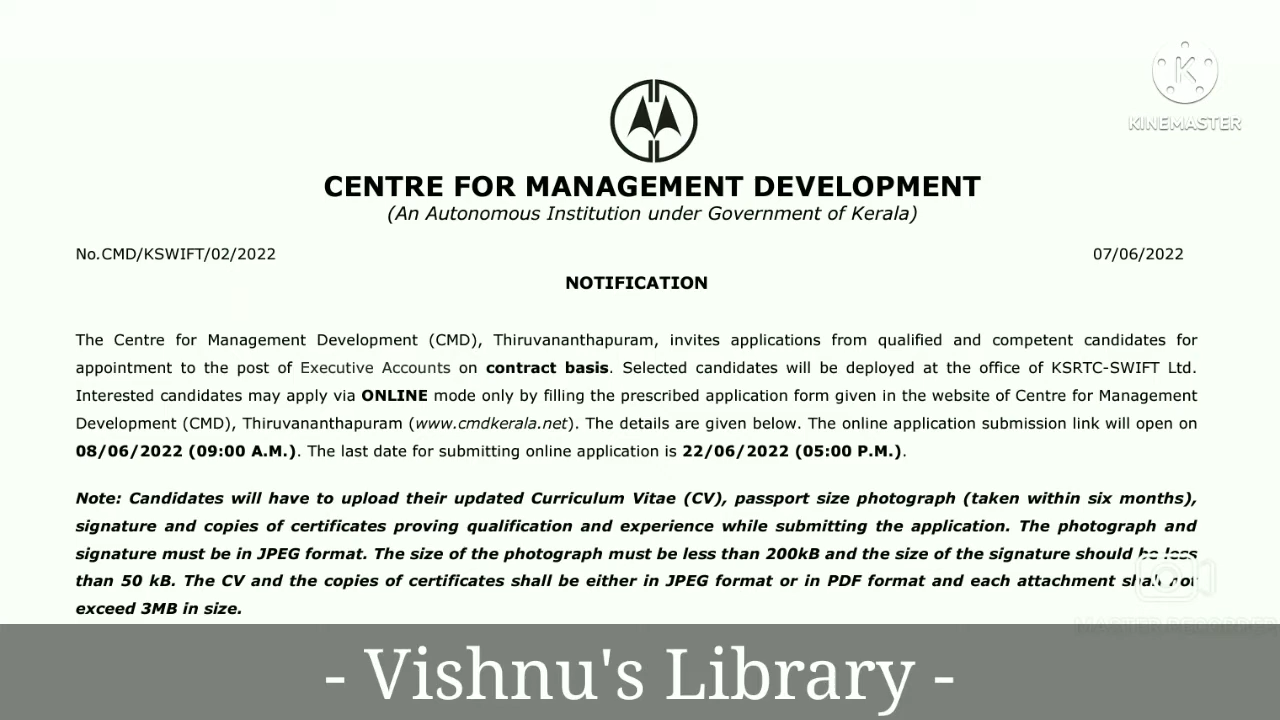 KINEMASTER
CENTRE FOR MANAGEMENT DEVELOPMENT
(An Autonomous Institution under Government of Kerala)
No.CMD/KSWIFT/02/2022 07/06/2022
NOTIFICATION
The Centre for Management Development (CMD), Thiruvananthapuram, invites applications from qualified and competent candidates for
appointment to the post of Executive Accounts on contract basis. Selected candidates will be deployed at the office of KSRTC-SWIFT Ltd.
Interested candidates may apply via ONLINE mode only by filling the prescribed application form given in the website of Centre for Management
Development (CMD), Thiruvananthapuram (www.cmdkerala.net). The details are given below. The online application submission link will open on
08/06/2022 (09:00 A.M.). The last date for submitting online application is 22/06/2022 (05:00 P.M.).
Note: Candidates will have to upload their updated Curriculum Vitae (CV), passport size photograph (taken within six months),
signature and copies of certificates proving qualification and experience while submitting the application. The photograph and
signature must be in JPEG format. The size of the photograph must be less than 200kB and the size of the signature should be less
than 50 kB. The CV and the copies of certificates shall be either in JPEG format or in PDF format and each attachment shall not
exceed 3MB in size.
MASTER RECORDER
- Vishnu's Library -